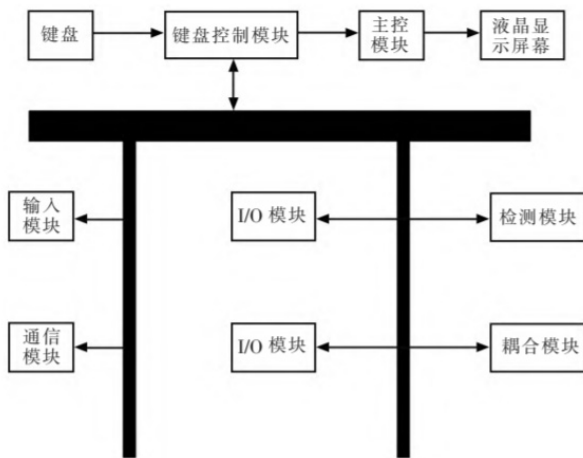 键盘
键盘控制模块
主控
模块
液晶显
示屏幕
输入
模块
I/O 模块
检测模块
通信
模块
I/O 模块
耦合模块